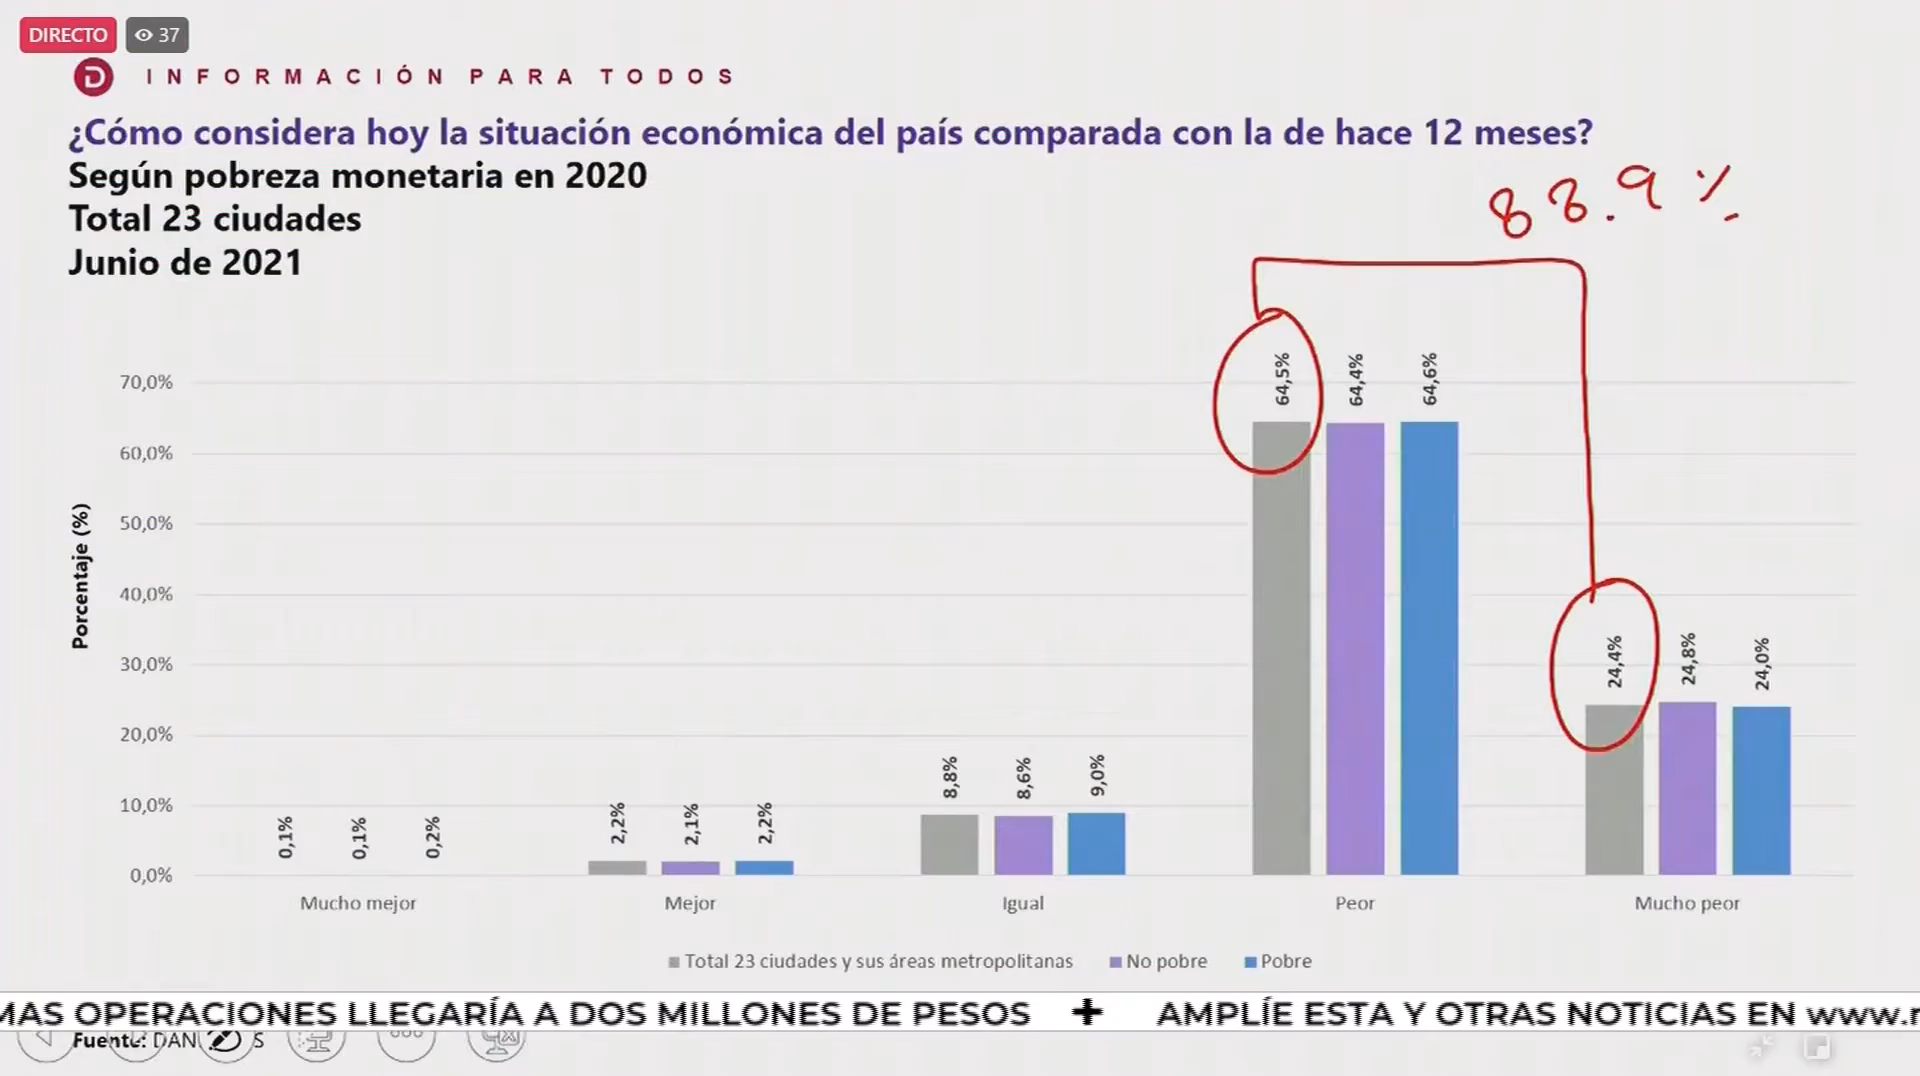 DIRECTO 37
INFORMACIÓN PARA TODOS
¿Cómo considera hoy la situación económica del país comparada con la de hace 12 meses?
Según pobreza monetaria en 2020
Total 23 ciudades
Junio de 2021
88.9 %
Porcentaje (%)
70,0%
60,0%
50,0%
40,0%
30,0%
20,0%
10,0%
0,0%
0,1% 0,1% 0,2%
2,2% 2,1% 2,2%
8,8% 8,6% 9,0%
64,5% 64,4% 64,6%
24,4% 24,8% 24,0%
Mucho mejor Mejor Igual Peor Mucho peor
Total 23 ciudades y sus áreas metropolitanas No pobre Pobre
MAS OPERACIONES LLEGARÍA A DOS MILLONES DE PESOS + AMPLÍE ESTA Y OTRAS NOTICIAS EN www.
Fuente: DAN